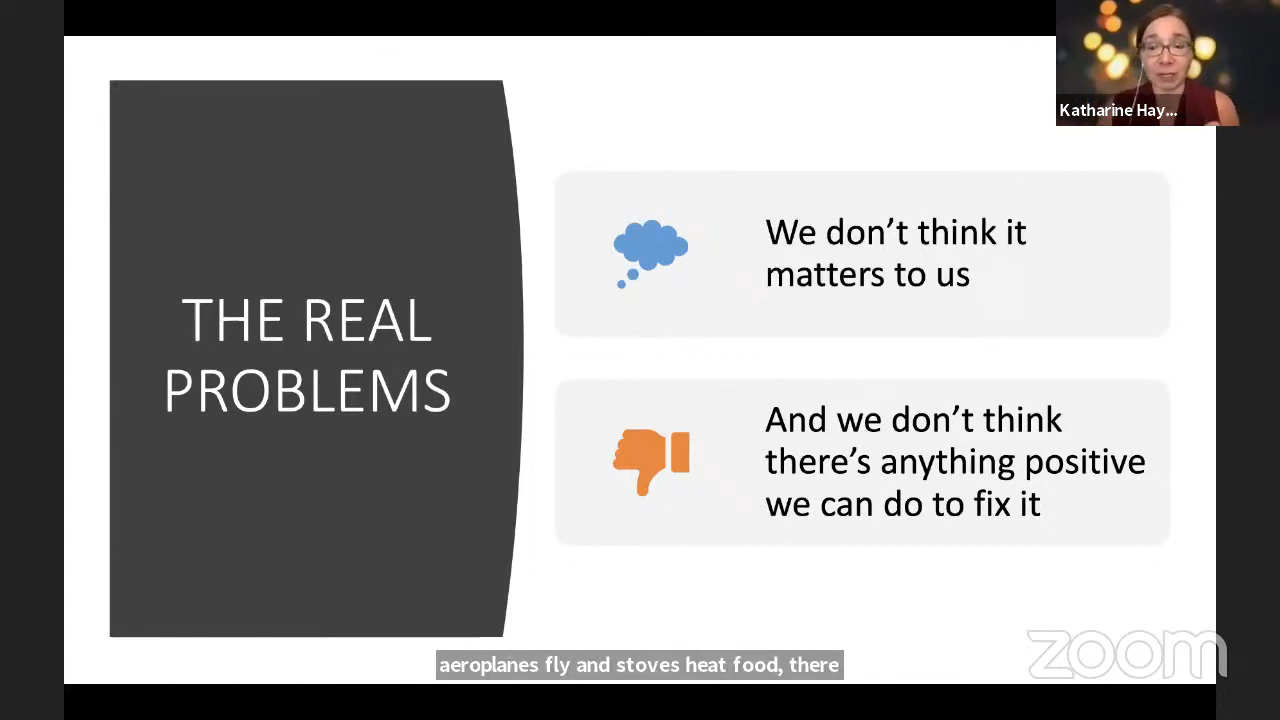 Katharine Hay...
THE REAL
PROBLEMS
We don’t think it
matters to us
And we don’t think
there’s anything positive
we can do to fix it
aeroplanes fly and stoves heat food, there
zoom